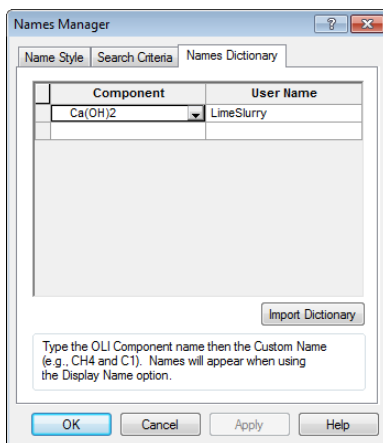 Names Manager
Name Style Search Criteria Names Dictionary
Component User Name
Ca(OH)2 LimeSlurry
Import Dictionary
Type the OLI Component name then the Custom Name
(e.g., CH4 and C1). Names will appear when using
the Display Name option.
OK Cancel Apply Help